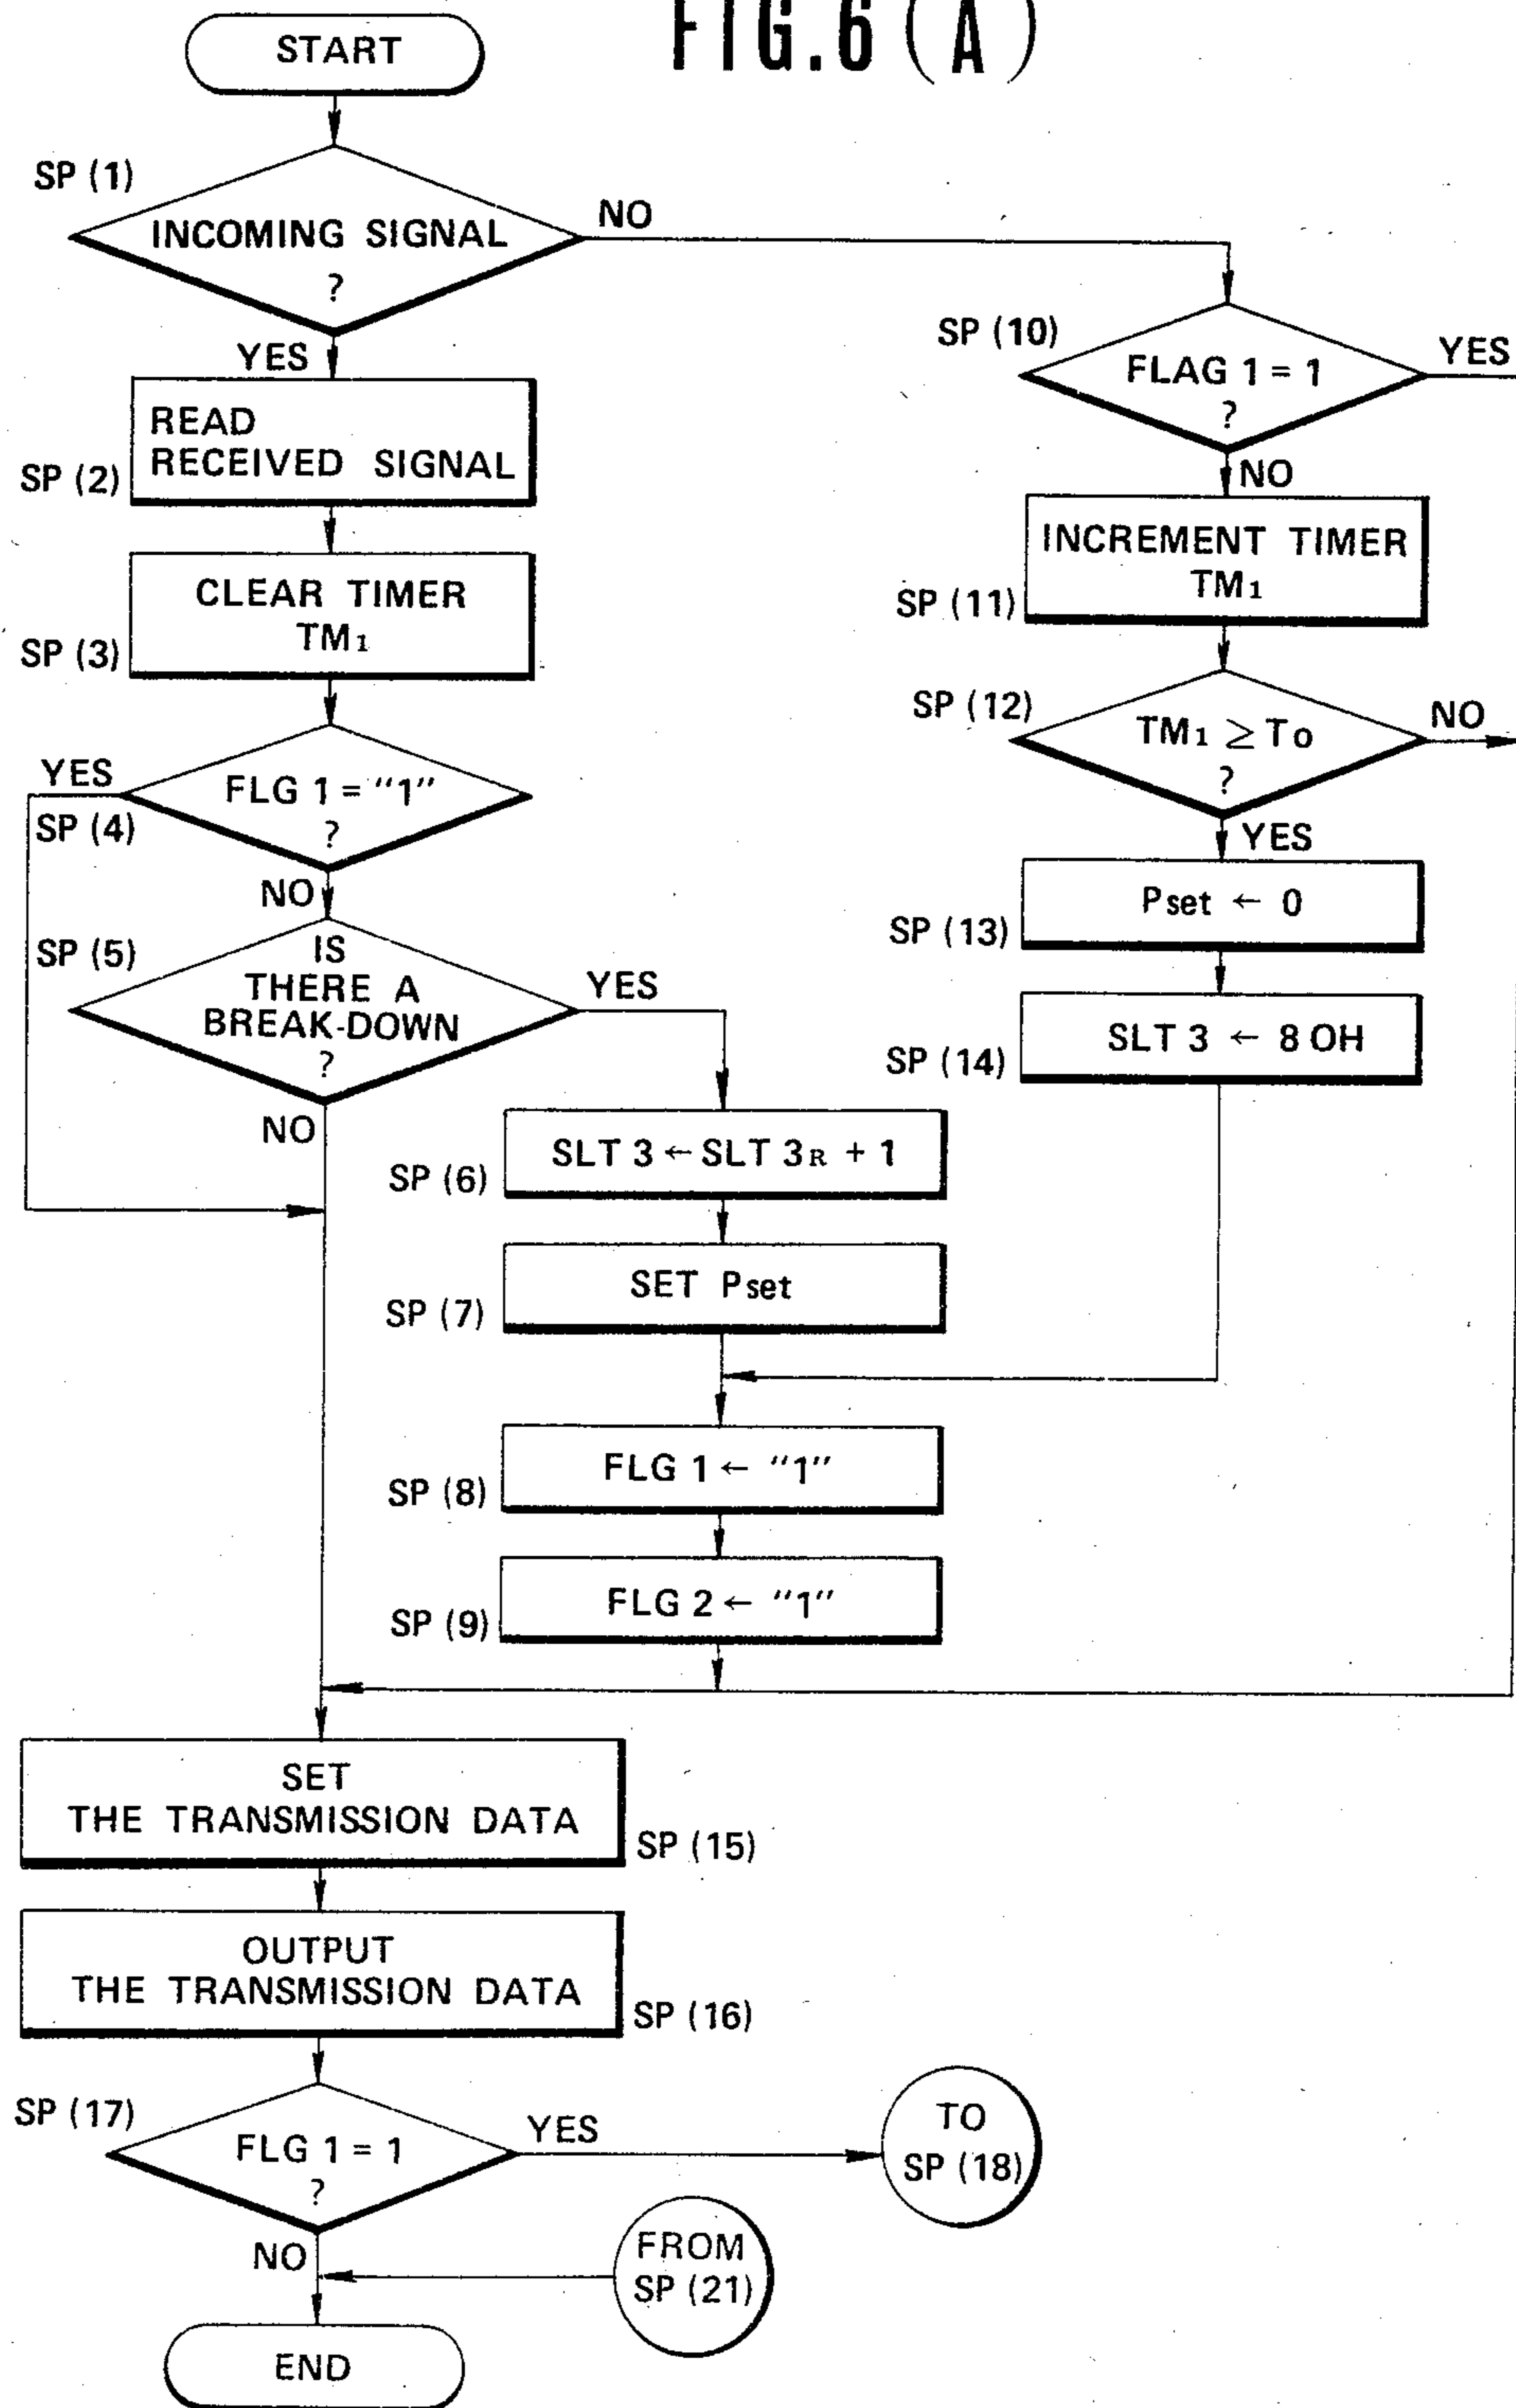 FIG.6 (A)
START
SP (1)
INCOMING SIGNAL
?
NO
YES
READ
RECEIVED SIGNAL
SP (2)
CLEAR TIMER
TM1
SP (3)
YES
FLG 1 = "1"
?
SP (4)
NO
SP (5)
IS
THERE A
BREAK-DOWN
?
YES
NO
SLT 3 ← SLT 3R + 1
SP (6)
SET Pset
SP (7)
FLG 1 ← "1"
SP (8)
FLG 2 ← "1"
SP (9)
SP (10)
FLAG 1 = 1
?
YES
NO
INCREMENT TIMER
TM1
SP (11)
SP (12)
TM1 ≥ To
?
NO
YES
Pset ← 0
SP (13)
SLT 3 ← 8 OH
SP (14)
SET
THE TRANSMISSION DATA
SP (15)
OUTPUT
THE TRANSMISSION DATA
SP (16)
SP (17)
FLG 1 = 1
?
YES
TO
SP (18)
NO
FROM
SP (21)
END